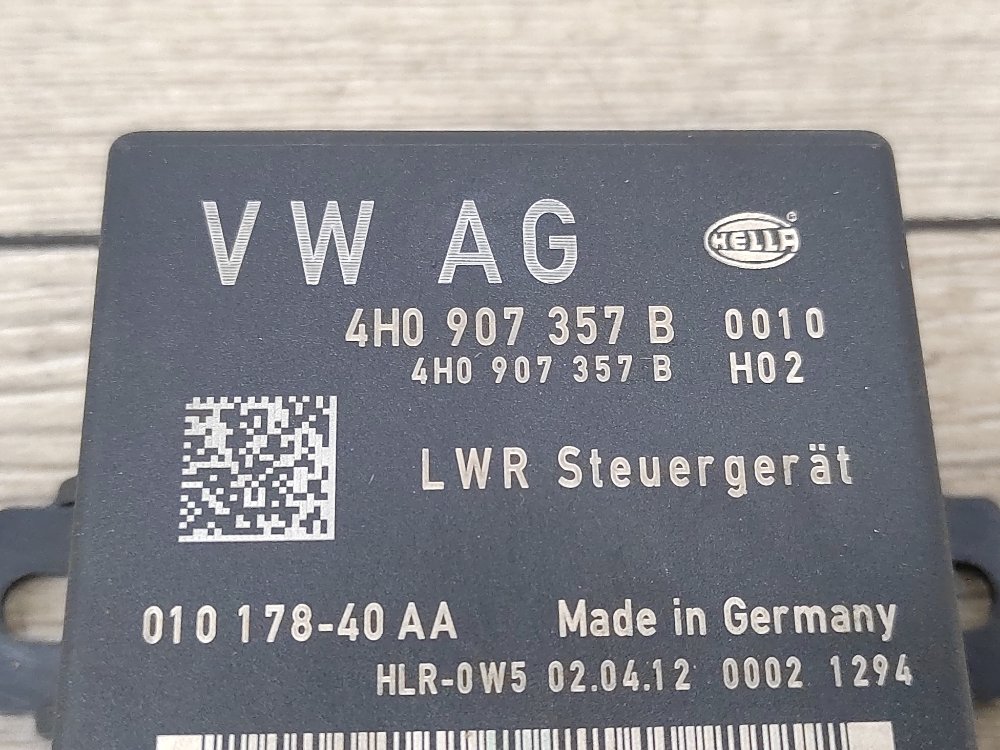 VW AG HELLA
4H0 907 357 B 0010
4H0 907 357 B H02
LWR Steuergerät
010 178-40 AA Made in Germany
HLR-0W5 02.04.12 0002 1294